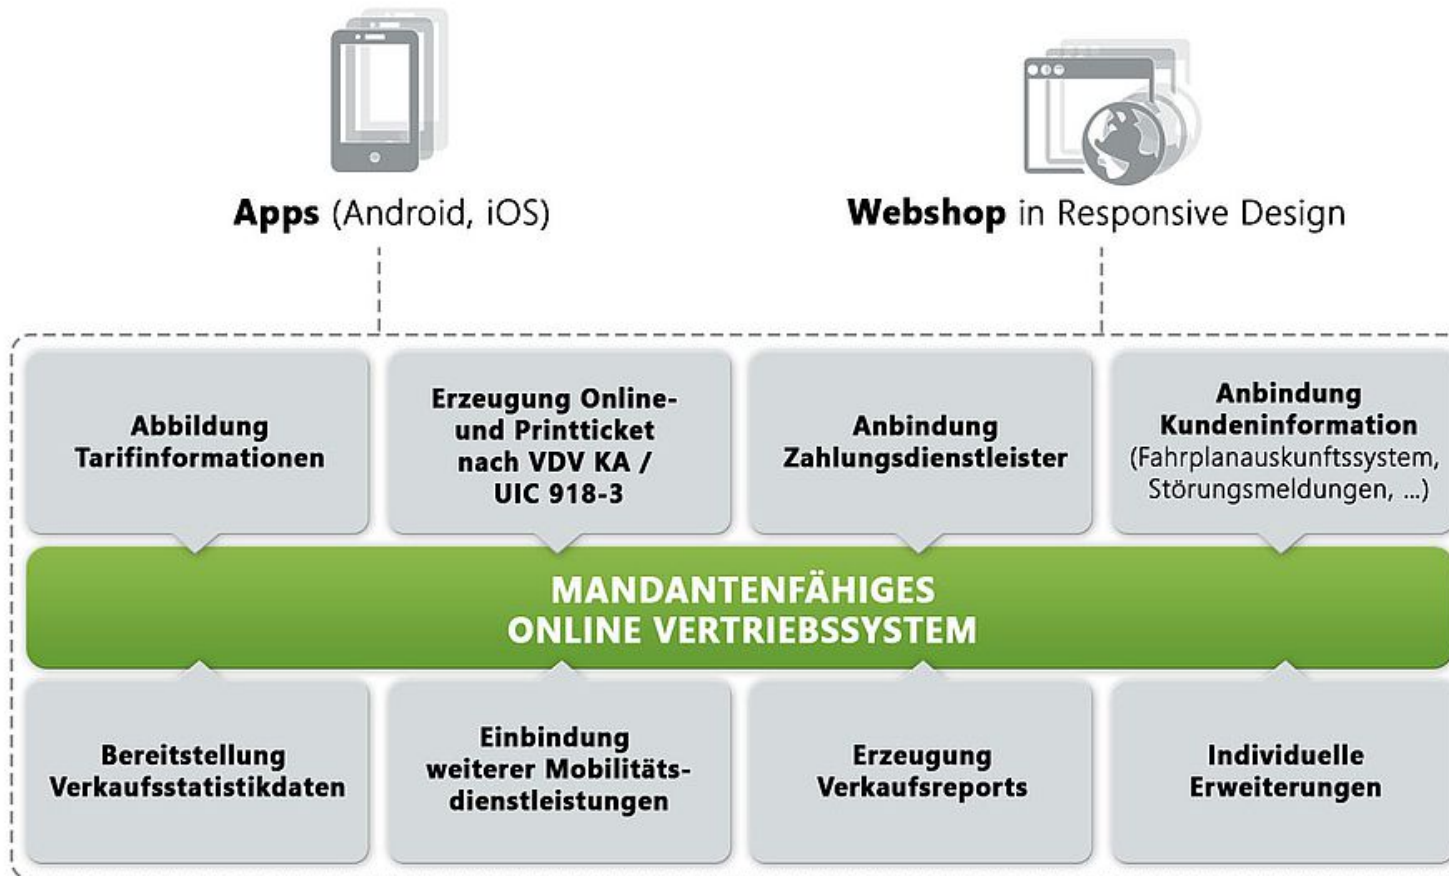 Apps (Android, iOS)
Webshop in Responsive Design
Abbildung
Tarifinformationen
Erzeugung Online-
und Printticket
nach VDV KA /
UIC 918-3
Anbindung
Zahlungsdienstleister
Anbindung
Kundeninformation
(Fahrplanauskunftssystem,
Störungsmeldungen, ...)
MANDANTENFÄHIGES
ONLINE VERTRIEBSSYSTEM
Bereitstellung
Verkaufsstatistikdaten
Einbindung
weiterer Mobilitäts-
dienstleistungen
Erzeugung
Verkaufsreports
Individuelle
Erweiterungen